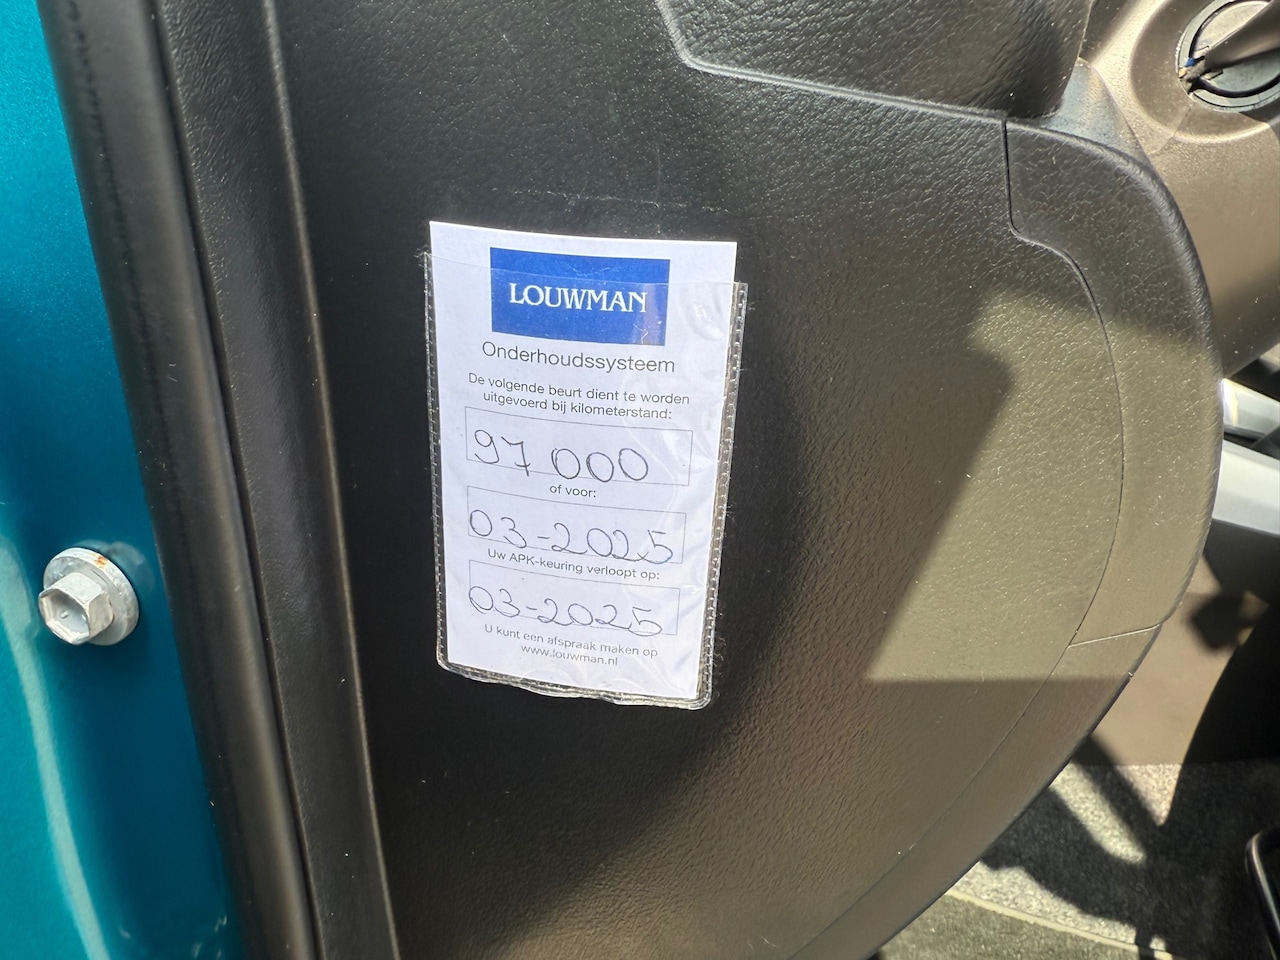 LOUWMAN
Onderhoudssysteem
De volgende beurt dient te worden
uitgevoerd bij kilometerstand:
97 000
of voor:
03-2025
Uw APK-keuring verloopt op:
03-2025
U kunt een afspraak maken op
www.louwman.nl